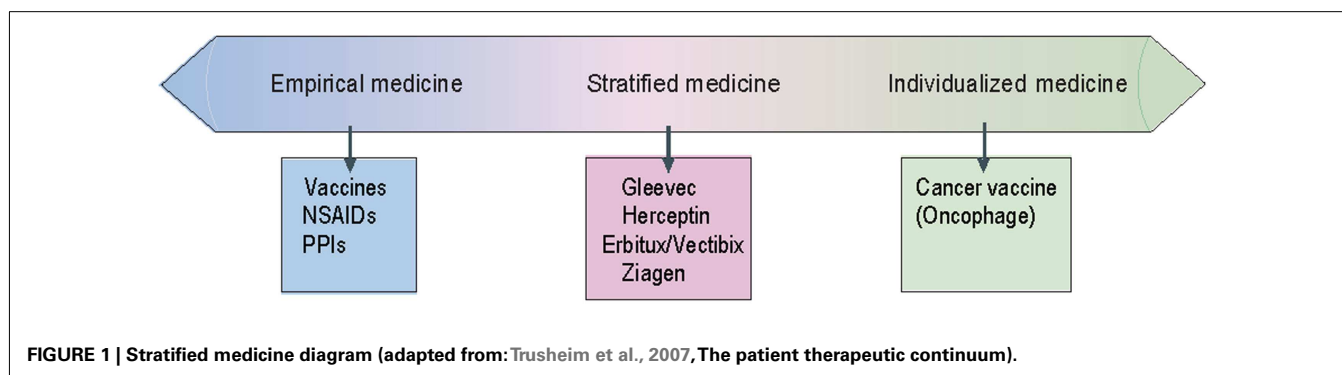 Empirical medicine
Stratified medicine
Individualized medicine
Vaccines
NSAIDs
PPIs
Gleevec
Herceptin
Erbitux/Vectibix
Ziagen
Cancer vaccine
(Oncophage)
FIGURE 1 | Stratified medicine diagram (adapted from: Trusheim et al., 2007, The patient therapeutic continuum).